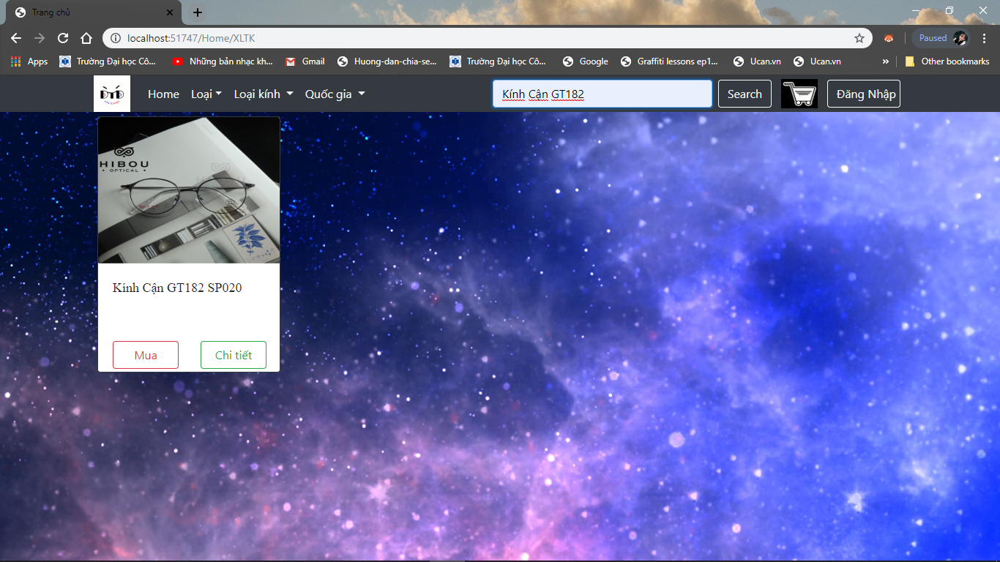 Trang chủ
localhost:51747/Home/XLTK
Paused
Apps
Trường Đại học Cô...
Những bản nhạc kh...
Gmail
Huong-dan-chia-se...
Trường Đại học Cô...
Google
Graffiti lessons ep1...
Ucan.vn
Ucan.vn
»
Other bookmarks
Home
Loại
Loại kính
Quốc gia
Kính Cận GT182
Search
Đăng Nhập
HIBOU
OPTICAL
Kính Cận GT182 SP020
Mua
Chi tiết